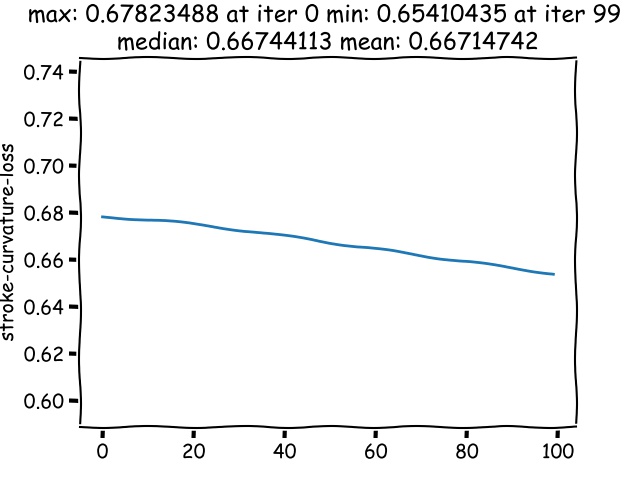 max: 0.67823488 at iter 0 min: 0.65410435 at iter 99
median: 0.66744113 mean: 0.66714742
stroke-curvature-loss
0.74
0.72
0.70
0.68
0.66
0.64
0.62
0.60
0 20 40 60 80 100